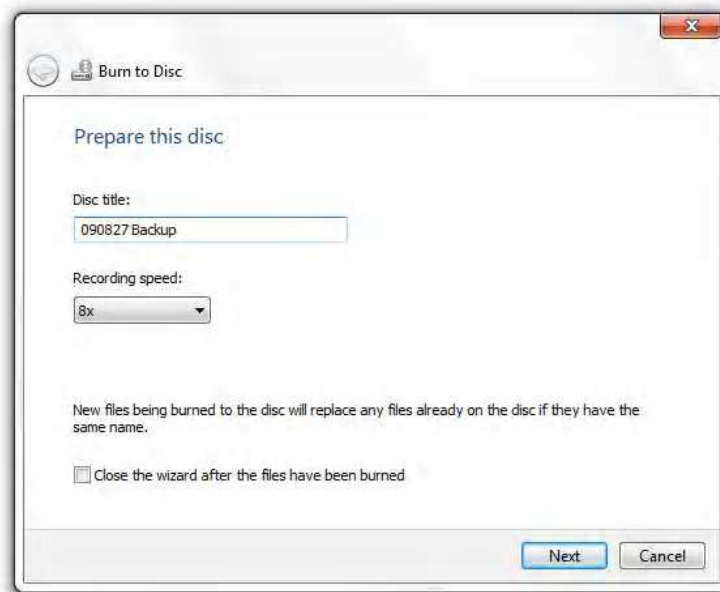 Burn to Disc
Prepare this disc
Disc title:
090827 Backup
Recording speed:
8x
New files being burned to the disc will replace any files already on the disc if they have the
same name.
Close the wizard after the files have been burned
Next
Cancel